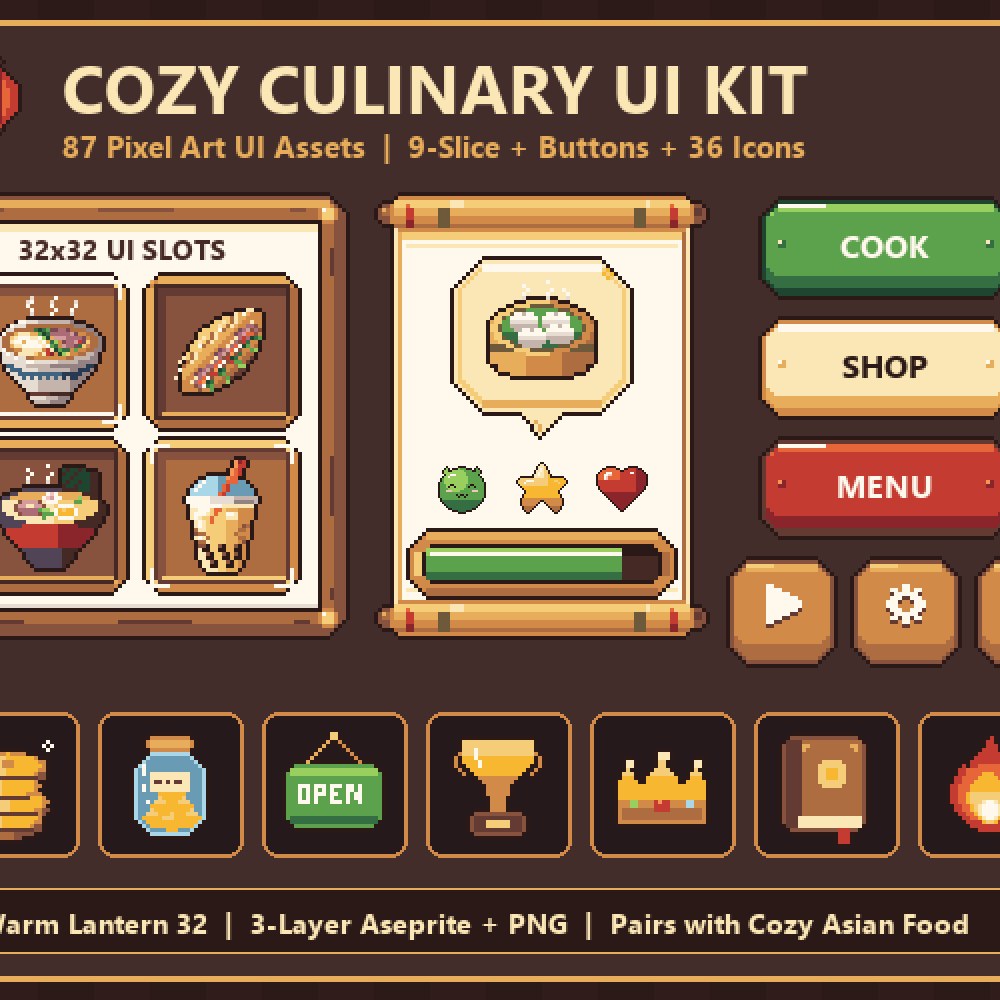 COZY CULINARY UI KIT
87 Pixel Art UI Assets | 9-Slice + Buttons + 36 Icons
32x32 UI SLOTS
COOK
SHOP
MENU
OPEN
Warm Lantern 32 | 3-Layer Aseprite + PNG | Pairs with Cozy Asian Food